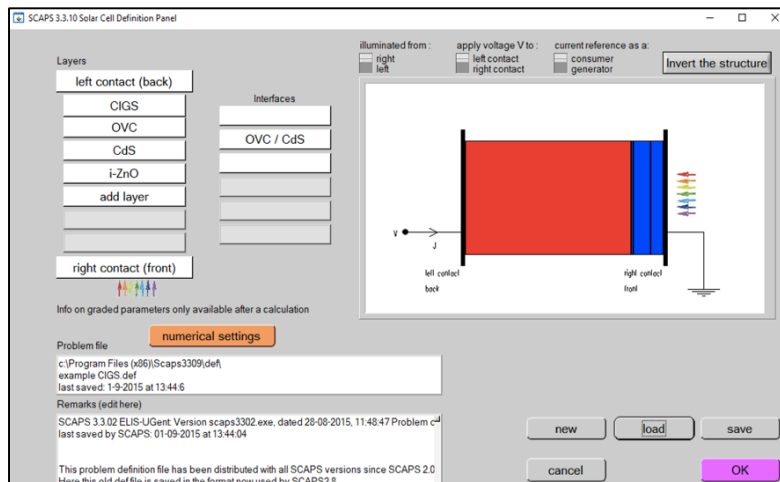 SCAPS 3.3.10 Solar Cell Definition Panel
illuminated from :
right
left
apply voltage V to :
left contact
right contact
current reference as a:
consumer
generator
Invert the structure
Layers
left contact (back)
CIGS
OVC
CdS
i-ZnO
add layer
right contact (front)
Interfaces
OVC / CdS
V
J
left contact
back
right contact
front
Info on graded parameters only available after a calculation
numerical settings
Problem file
c:\Program Files (x86)\Scaps3309\def\
example CIGS.def
last saved: 1-9-2015 at 13:44:6
Remarks (edit here)
SCAPS 3.3.02 ELIS-UGent: Version scaps3302.exe, dated 28-08-2015, 11:48:47 Problem
last saved by SCAPS: 01-09-2015 at 13:44:04
This problem definition file has been distributed with all SCAPS versions since SCAPS 2.0
Here this old def file is saved in the format now used by SCAPS2.8
new
load
save
cancel
OK